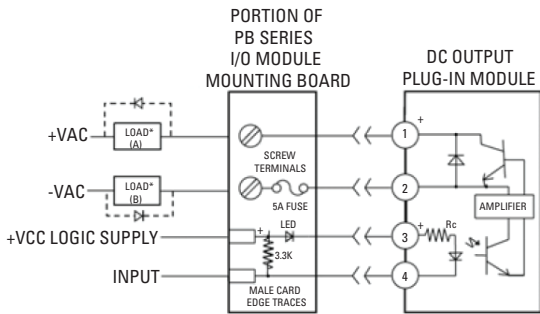 PORTION OF
PB SERIES
I/O MODULE
MOUNTING BOARD
DC OUTPUT
PLUG-IN MODULE
+VAC
LOAD*
(A)
SCREW
TERMINALS
1
+
-VAC
LOAD*
(B)
5A FUSE
2
AMPLIFIER
+VCC LOGIC SUPPLY
+
LED
3
+
Rc
3.3K
INPUT
4
MALE CARD
EDGE TRACES